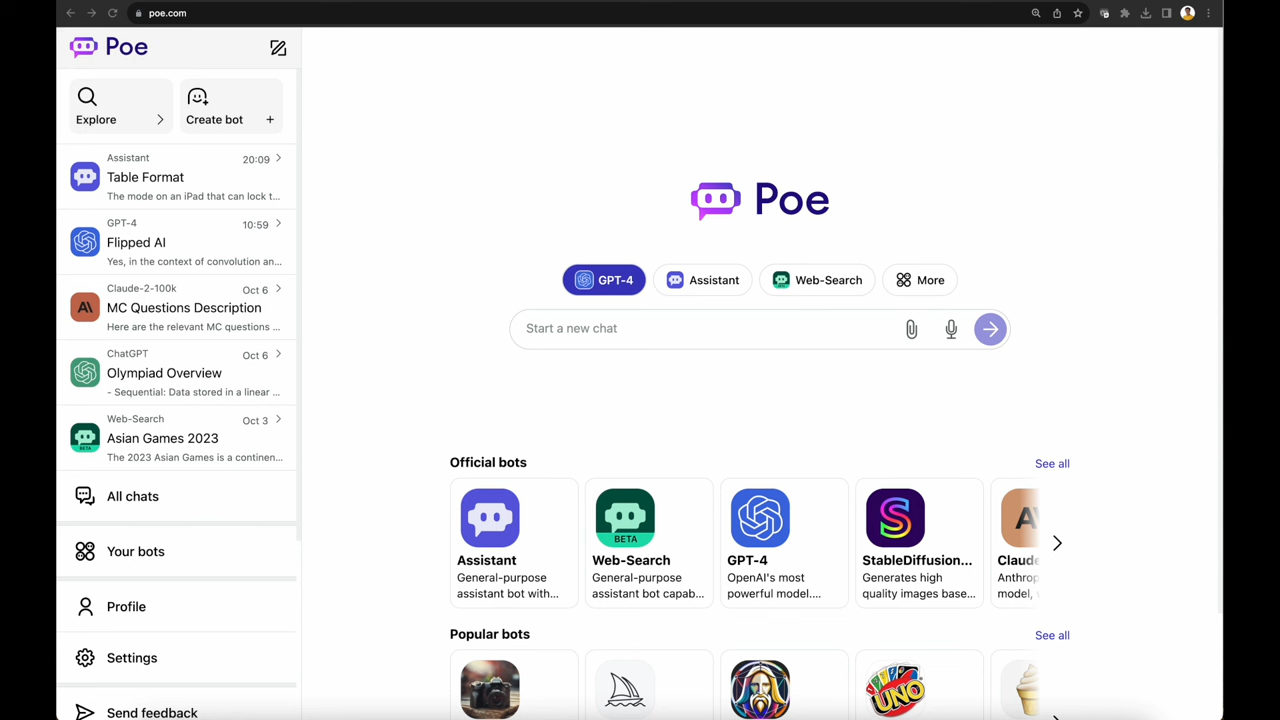 poe.com
Poe
Explore
Create bot +
Assistant 20:09
Table Format
The mode on an iPad that can lock t...
GPT-4 10:59
Flipped AI
Yes, in the context of convolution an...
Claude-2-100k Oct 6
MC Questions Description
Here are the relevant MC questions ...
ChatGPT Oct 6
Olympiad Overview
- Sequential: Data stored in a linear ...
Web-Search Oct 3
BETA
Asian Games 2023
The 2023 Asian Games is a continen...
All chats
Your bots
Profile
Settings
Send feedback
Poe
GPT-4 Assistant Web-Search More
Start a new chat
Official bots See all
BETA
Assistant Web-Search GPT-4 StableDiffusion... Claude
General-purpose assistant bot with...
General-purpose assistant bot capab...
OpenAI's most powerful model....
Generates high quality images base...
Anthrop
model,
Popular bots See all
UNO